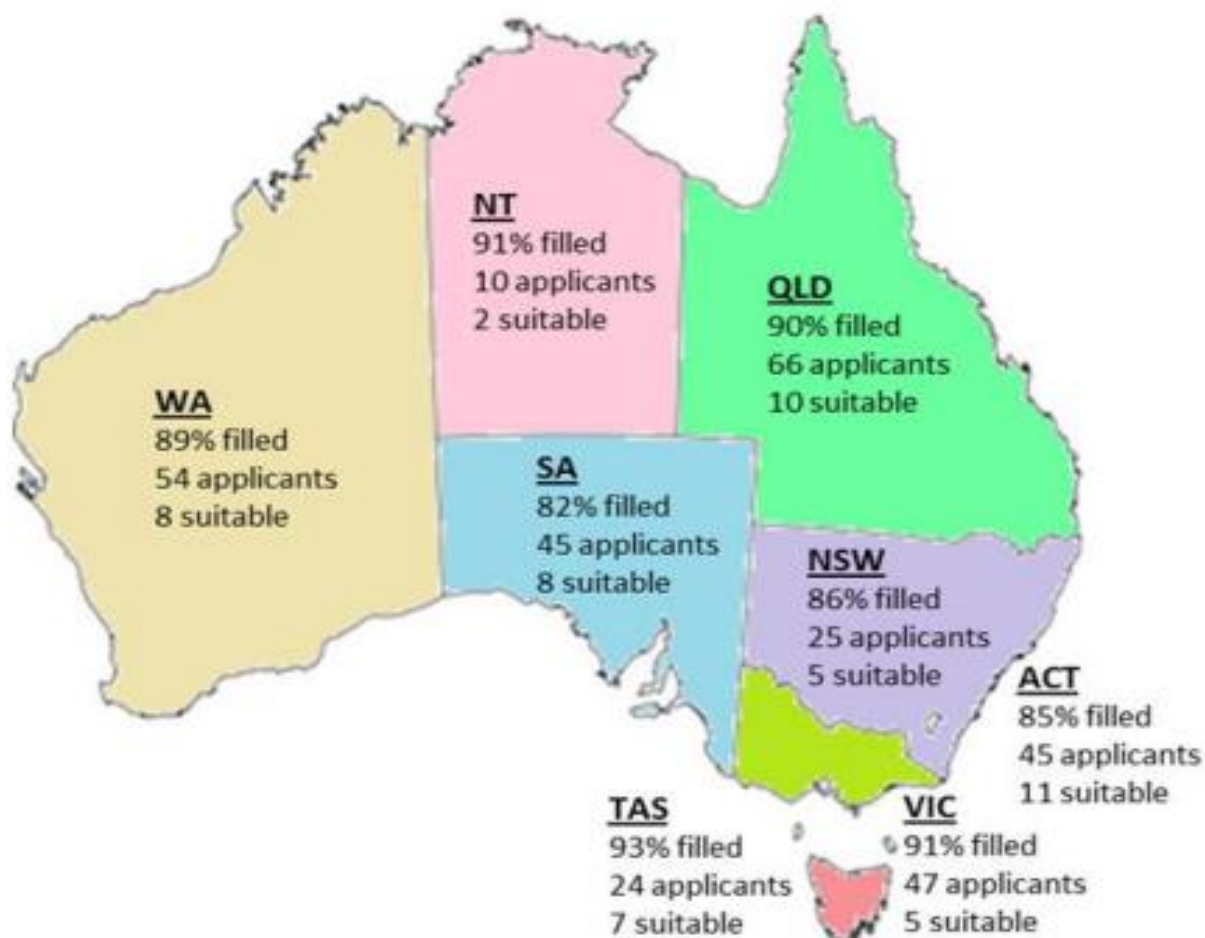 NT
91% filled
10 applicants
2 suitable
QLD
90% filled
66 applicants
10 suitable
WA
89% filled
54 applicants
8 suitable
SA
82% filled
45 applicants
8 suitable
NSW
86% filled
25 applicants
5 suitable
ACT
85% filled
45 applicants
11 suitable
TAS
93% filled
24 applicants
7 suitable
VIC
91% filled
47 applicants
5 suitable